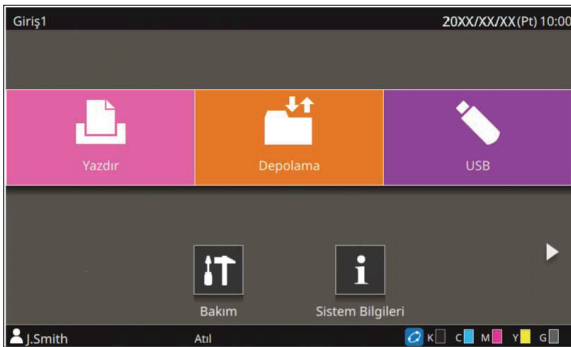 Giriş1 20XX/XX/XX(Pt) 10:00
Yazdır Depolama USB
Bakım Sistem Bilgileri
J.Smith Atıl K C M Y G